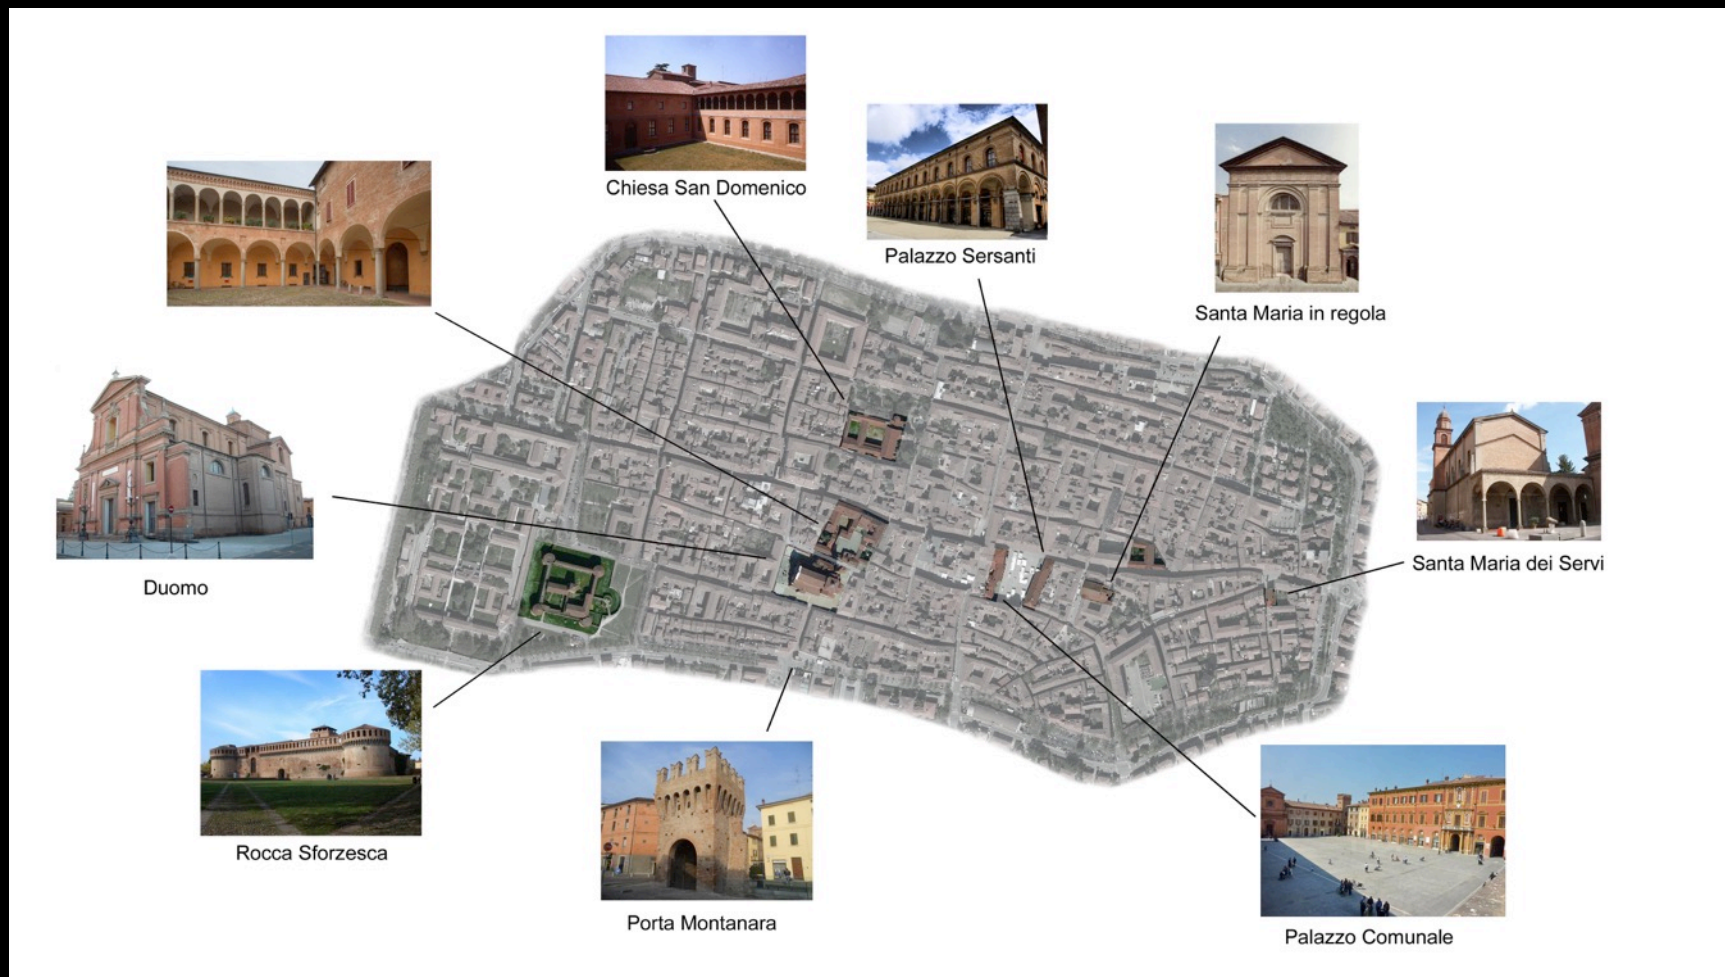 Chiesa San Domenico
Palazzo Sersanti
Santa Maria in regola
Duomo
Santa Maria dei Servi
Rocca Sforzesca
Porta Montanara
Palazzo Comunale